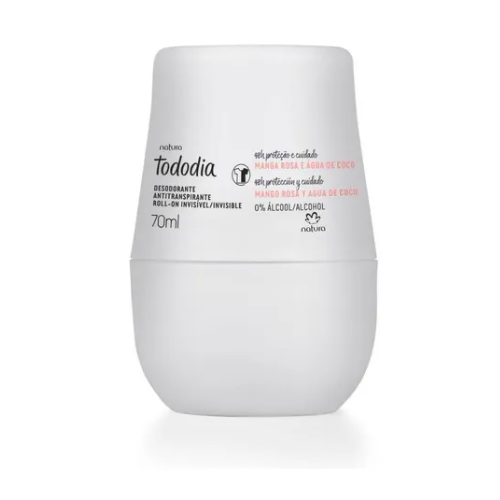 natura
Tododia
DESODORANTE
ANTITRANSPIRANTE
ROLL-ON INVISÍVEL/INVISIBLE
70ml
48h proteção e cuidado
MANGA ROSA E ÁGUA DE COCO
48h protección y cuidado
MANGO ROSA Y AGUA DE COCO
0% ÁLCOOL/ALCOHOL
natura